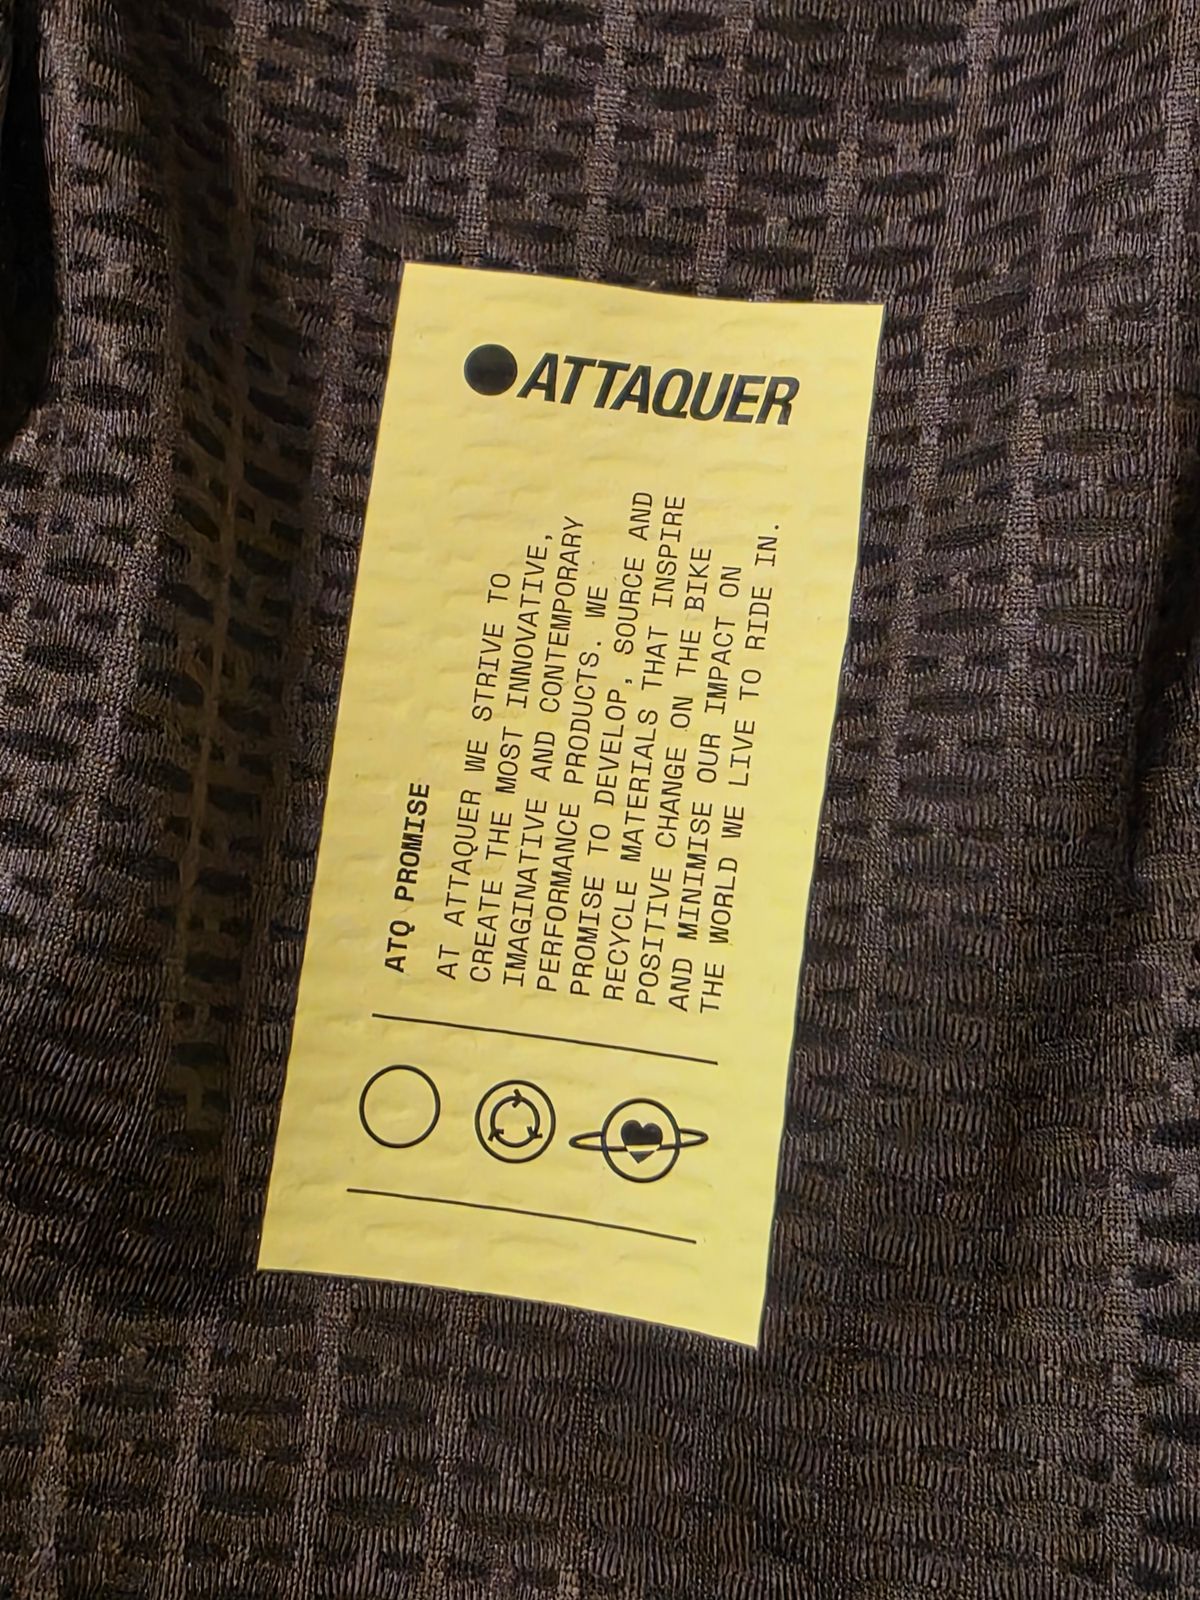 ATTAQUER
ATQ PROMISE
AT ATTAQUER WE STRIVE TO
CREATE THE MOST INNOVATIVE,
IMAGINATIVE AND CONTEMPORARY
PERFORMANCE PRODUCTS. WE
PROMISE TO DEVELOP, SOURCE AND
RECYCLE MATERIALS THAT INSPIRE
POSITIVE CHANGE ON THE BIKE
AND MINIMISE OUR IMPACT ON
THE WORLD WE LIVE TO RIDE IN.